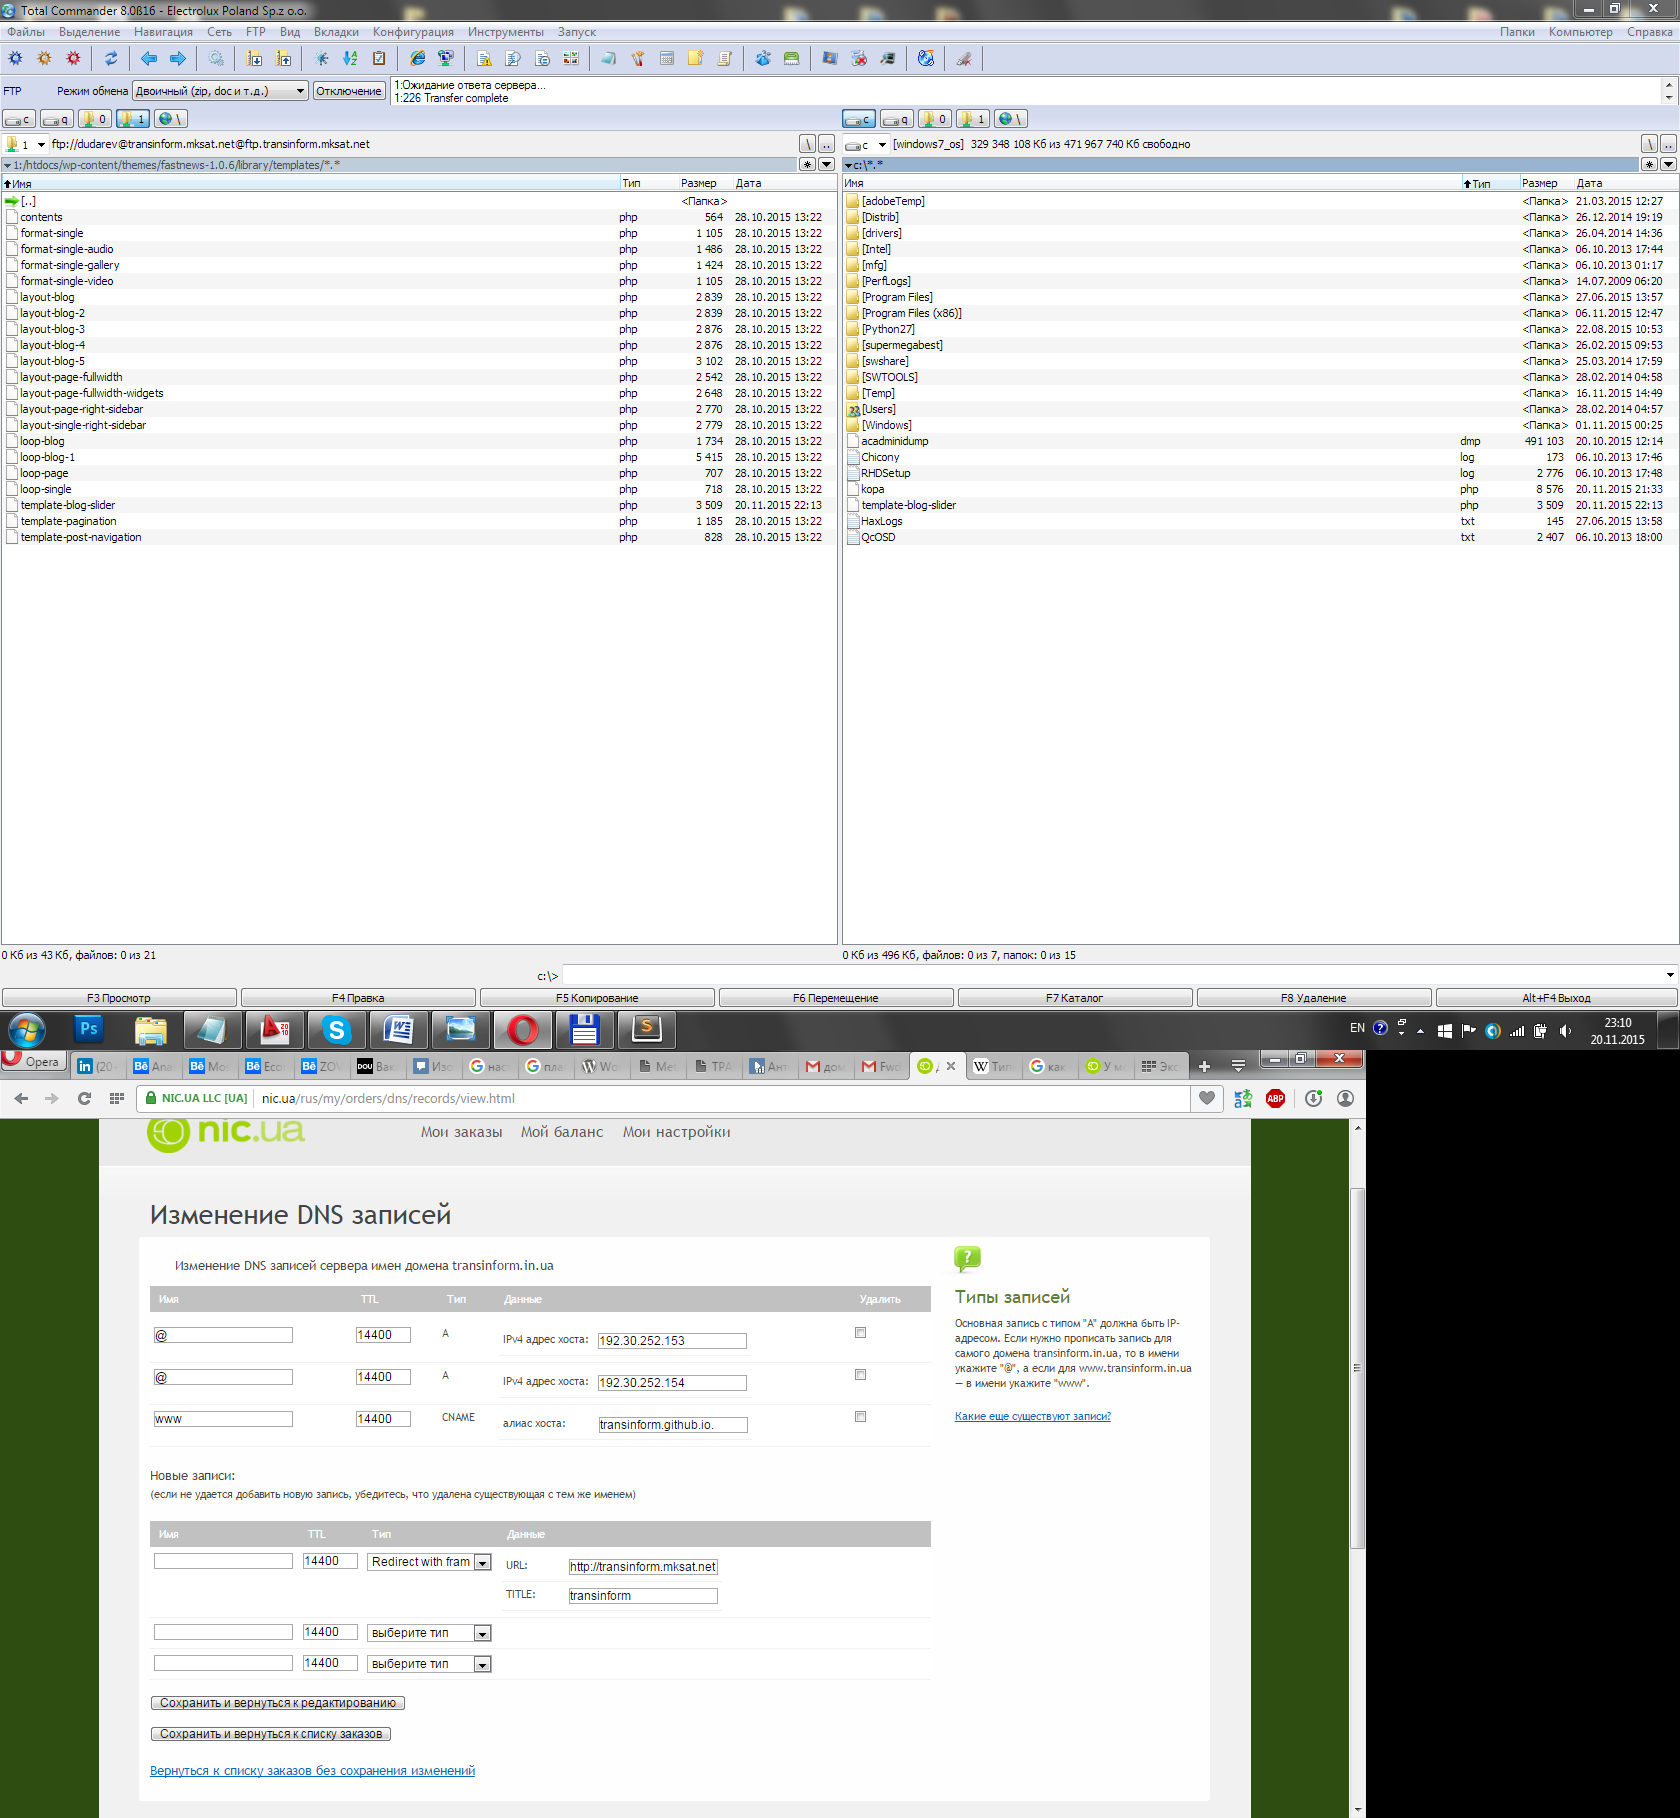 Total Commander 8.0ß16 - Electrolux Poland Sp.z o.o.
Файлы Выделение Навигация Сеть FTP Вид Вкладки Конфигурация Инструменты Запуск Папки Компьютер Справка
FTP Режим обмена Двоичный (zip, doc и т.д.) Отключение
1:Ожидание ответа сервера...
1:226 Transfer complete
c q 0 1 \ c q 0 1 \
1 ftp://dudarev@transinform.mksat.net@ftp.transinform.mksat.net \ ..
c [windows7_os] 329 348 108 Кб из 471 967 740 Кб свободно \ ..
1:/htdocs/wp-content/themes/fastnews-1.0.6/library/templates/*.* *
c:\*.* *
Имя Тип Размер Дата
[..] <Папка>
contents php 564 28.10.2015 13:22
format-single php 1 105 28.10.2015 13:22
format-single-audio php 1 486 28.10.2015 13:22
format-single-gallery php 1 424 28.10.2015 13:22
format-single-video php 1 105 28.10.2015 13:22
layout-blog php 2 839 28.10.2015 13:22
layout-blog-2 php 2 839 28.10.2015 13:22
layout-blog-3 php 2 876 28.10.2015 13:22
layout-blog-4 php 2 876 28.10.2015 13:22
layout-blog-5 php 3 102 28.10.2015 13:22
layout-page-fullwidth php 2 542 28.10.2015 13:22
layout-page-fullwidth-widgets php 2 648 28.10.2015 13:22
layout-page-right-sidebar php 2 770 28.10.2015 13:22
layout-single-right-sidebar php 2 779 28.10.2015 13:22
loop-blog php 1 734 28.10.2015 13:22
loop-blog-1 php 5 415 28.10.2015 13:22
loop-page php 707 28.10.2015 13:22
loop-single php 718 28.10.2015 13:22
template-blog-slider php 3 509 20.11.2015 22:13
template-pagination php 1 185 28.10.2015 13:22
template-post-navigation php 828 28.10.2015 13:22
Имя Тип Размер Дата
[adobeTemp] <Папка> 21.03.2015 12:27
[Distrib] <Папка> 26.12.2014 19:19
[drivers] <Папка> 26.04.2014 14:36
[Intel] <Папка> 06.10.2013 17:44
[mfg] <Папка> 06.10.2013 01:17
[PerfLogs] <Папка> 14.07.2009 06:20
[Program Files] <Папка> 27.06.2015 13:57
[Program Files (x86)] <Папка> 06.11.2015 12:47
[Python27] <Папка> 22.08.2015 10:53
[supermegabest] <Папка> 26.02.2015 09:53
[swshare] <Папка> 25.03.2014 17:59
[SWTOOLS] <Папка> 28.02.2014 04:58
[Temp] <Папка> 16.11.2015 14:49
[Users] <Папка> 28.02.2014 04:57
[Windows] <Папка> 01.11.2015 00:25
acadminidump dmp 491 103 20.10.2015 12:14
Chicony log 173 06.10.2013 17:46
RHDSetup log 2 776 06.10.2013 17:48
kopa php 8 576 20.11.2015 21:33
template-blog-slider php 3 509 20.11.2015 22:13
HaxLogs txt 145 27.06.2015 13:58
QcOSD txt 2 407 06.10.2013 18:00
0 Кб из 43 Кб, файлов: 0 из 21
0 Кб из 496 Кб, файлов: 0 из 7, папок: 0 из 15
c:\>
F3 Просмотр F4 Правка F5 Копирование F6 Перемещение F7 Каталог F8 Удаление Alt+F4 Выход
Ps 2010 S W S EN 23:10
20.11.2015
Opera (20 Ana Mo Eco ZO DOU Вак Изо нас пла Wo Met ТРА Ант дом Fwd Тип как У м Экс
NIC.UA LLC [UA] nic.ua/rus/my/orders/dns/records/view.html ABP
nic.ua Мои заказы Мой баланс Мои настройки
Изменение DNS записей
Изменение DNS записей сервера имен домена transinform.in.ua
Имя TTL Тип Данные Удалить
@ 14400 A IPv4 адрес хоста: 192.30.252.153
@ 14400 A IPv4 адрес хоста: 192.30.252.154
www 14400 CNAME алиас хоста: transinform.github.io.
Типы записей
Основная запись с типом "A" должна быть IP-
адресом. Если нужно прописать запись для
самого домена transinform.in.ua, то в имени
укажите "@", а если для www.transinform.in.ua
— в имени укажите "www".
Какие еще существуют записи?
Новые записи:
(если не удается добавить новую запись, убедитесь, что удалена существующая с тем же именем)
Имя TTL Тип Данные
14400 Redirect with fram URL: http://transinform.mksat.net
TITLE: transinform
14400 выберите тип
14400 выберите тип
Сохранить и вернуться к редактированию
Сохранить и вернуться к списку заказов
Вернуться к списку заказов без сохранения изменений